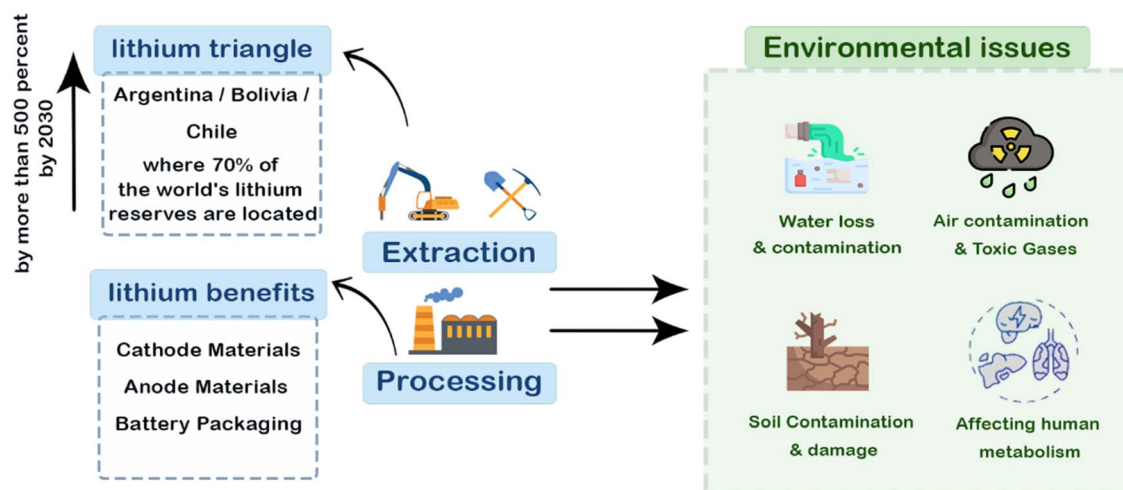 by more than 500 percent
by 2030
lithium triangle
Argentina / Bolivia /
Chile
where 70% of
the world's lithium
reserves are located
Extraction
lithium benefits
Cathode Materials
Anode Materials
Battery Packaging
Processing
Environmental issues
Water loss
& contamination
Air contamination
& Toxic Gases
Soil Contamination
& damage
Affecting human
metabolism